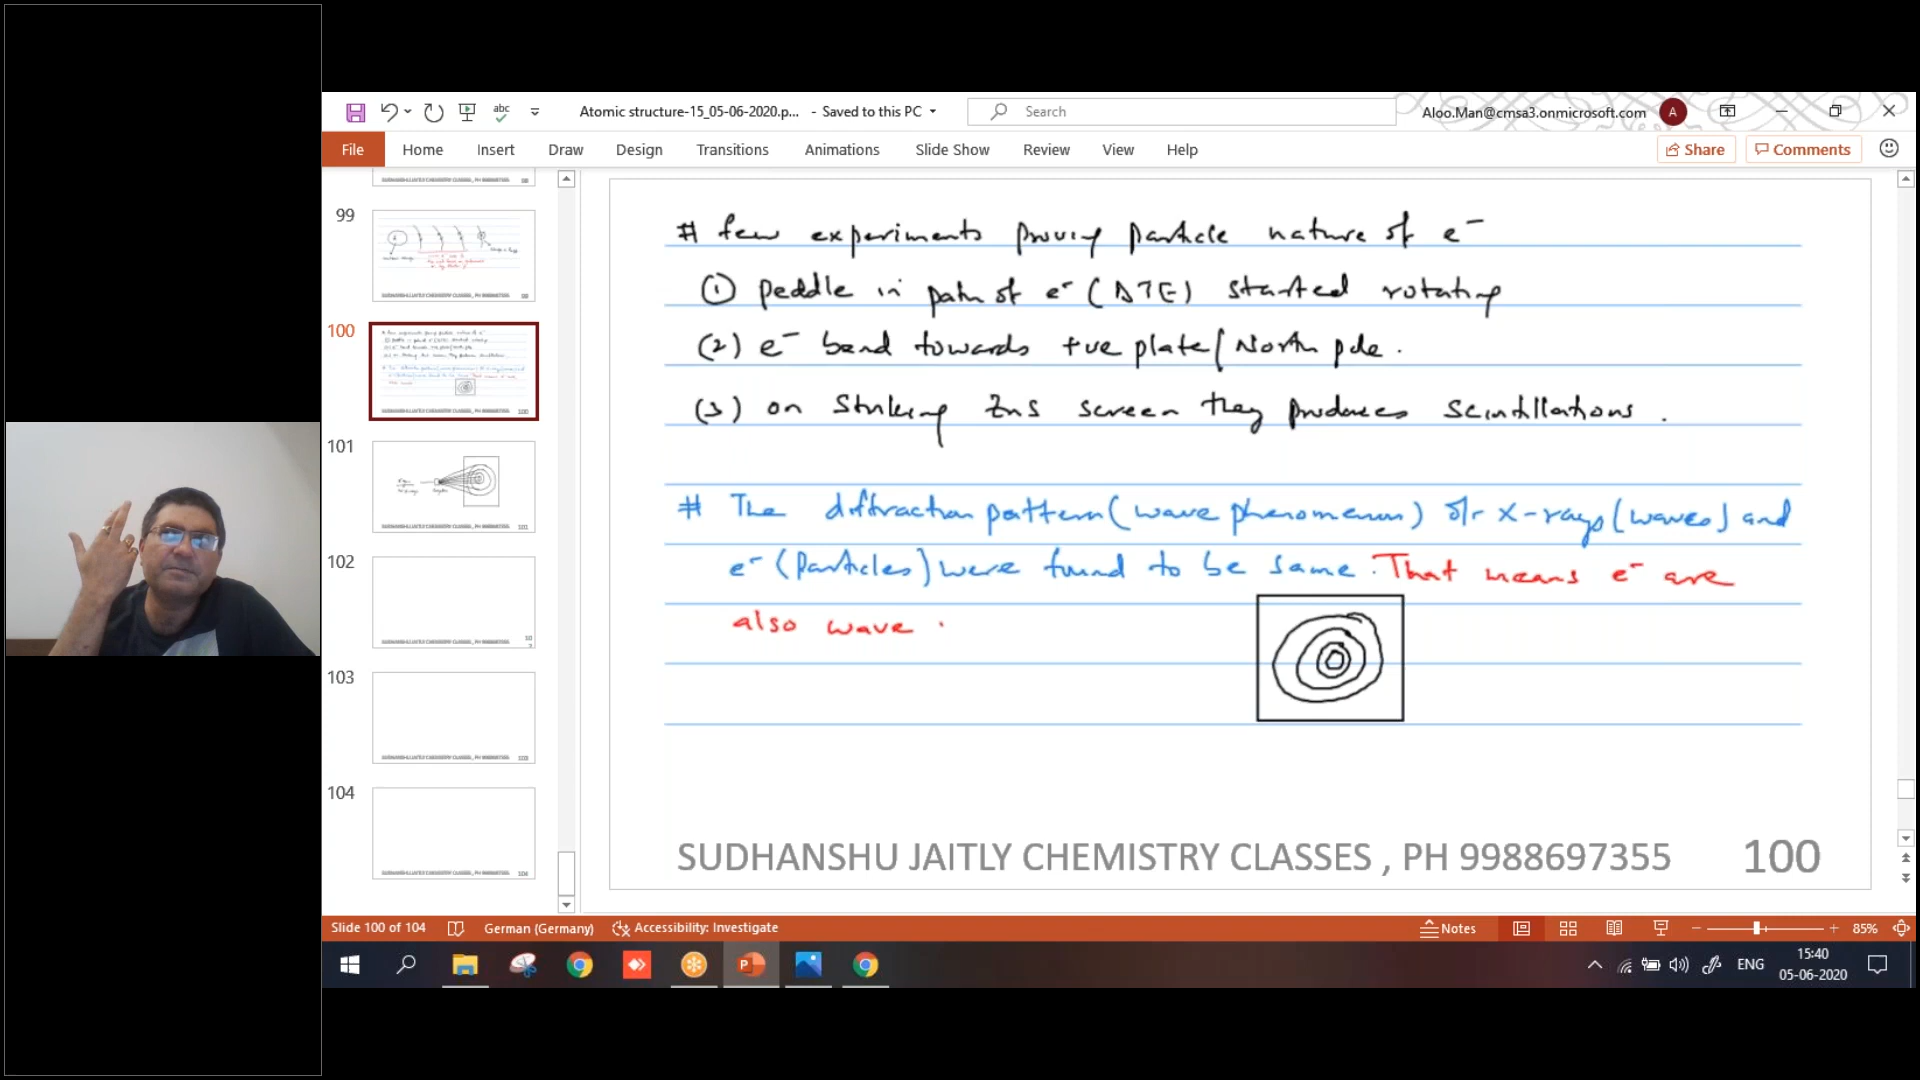 Atomic structure-15_05-06-2020.p... - Saved to this PC
Search
Aloo.Man@cmsa3.onmicrosoft.com
A
File Home Insert Draw Design Transitions Animations Slide Show Review View Help
Share Comments
99
100
101
102
103
104
# few experiments proving particle nature of e-
(1) peddle in path of e- (DTE) started rotating
(2) e- bend towards +ve plate/North pole.
(3) on striking ZnS screen they produces scintillations.
# The diffraction pattern (wave phenomenon) of x-rays (waves) and
e- (Particles) were found to be same. That means e- are
also wave.
SUDHANSHU JAITLY CHEMISTRY CLASSES , PH 9988697355 100
Slide 100 of 104 German (Germany) Accessibility: Investigate Notes 85%
ENG
15:40
05-06-2020